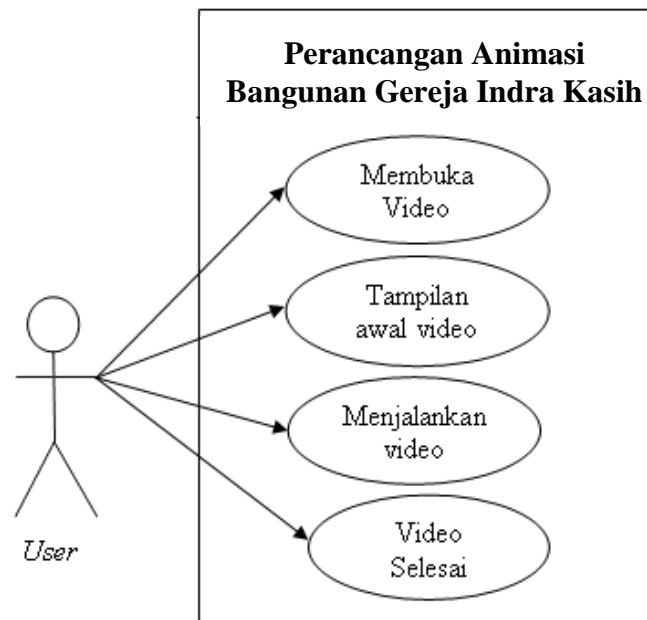 Perancangan Animasi
Bangunan Gereja Indra Kasih
Membuka
Video
Tampilan
awal video
Menjalankan
video
Video
Selesai
User